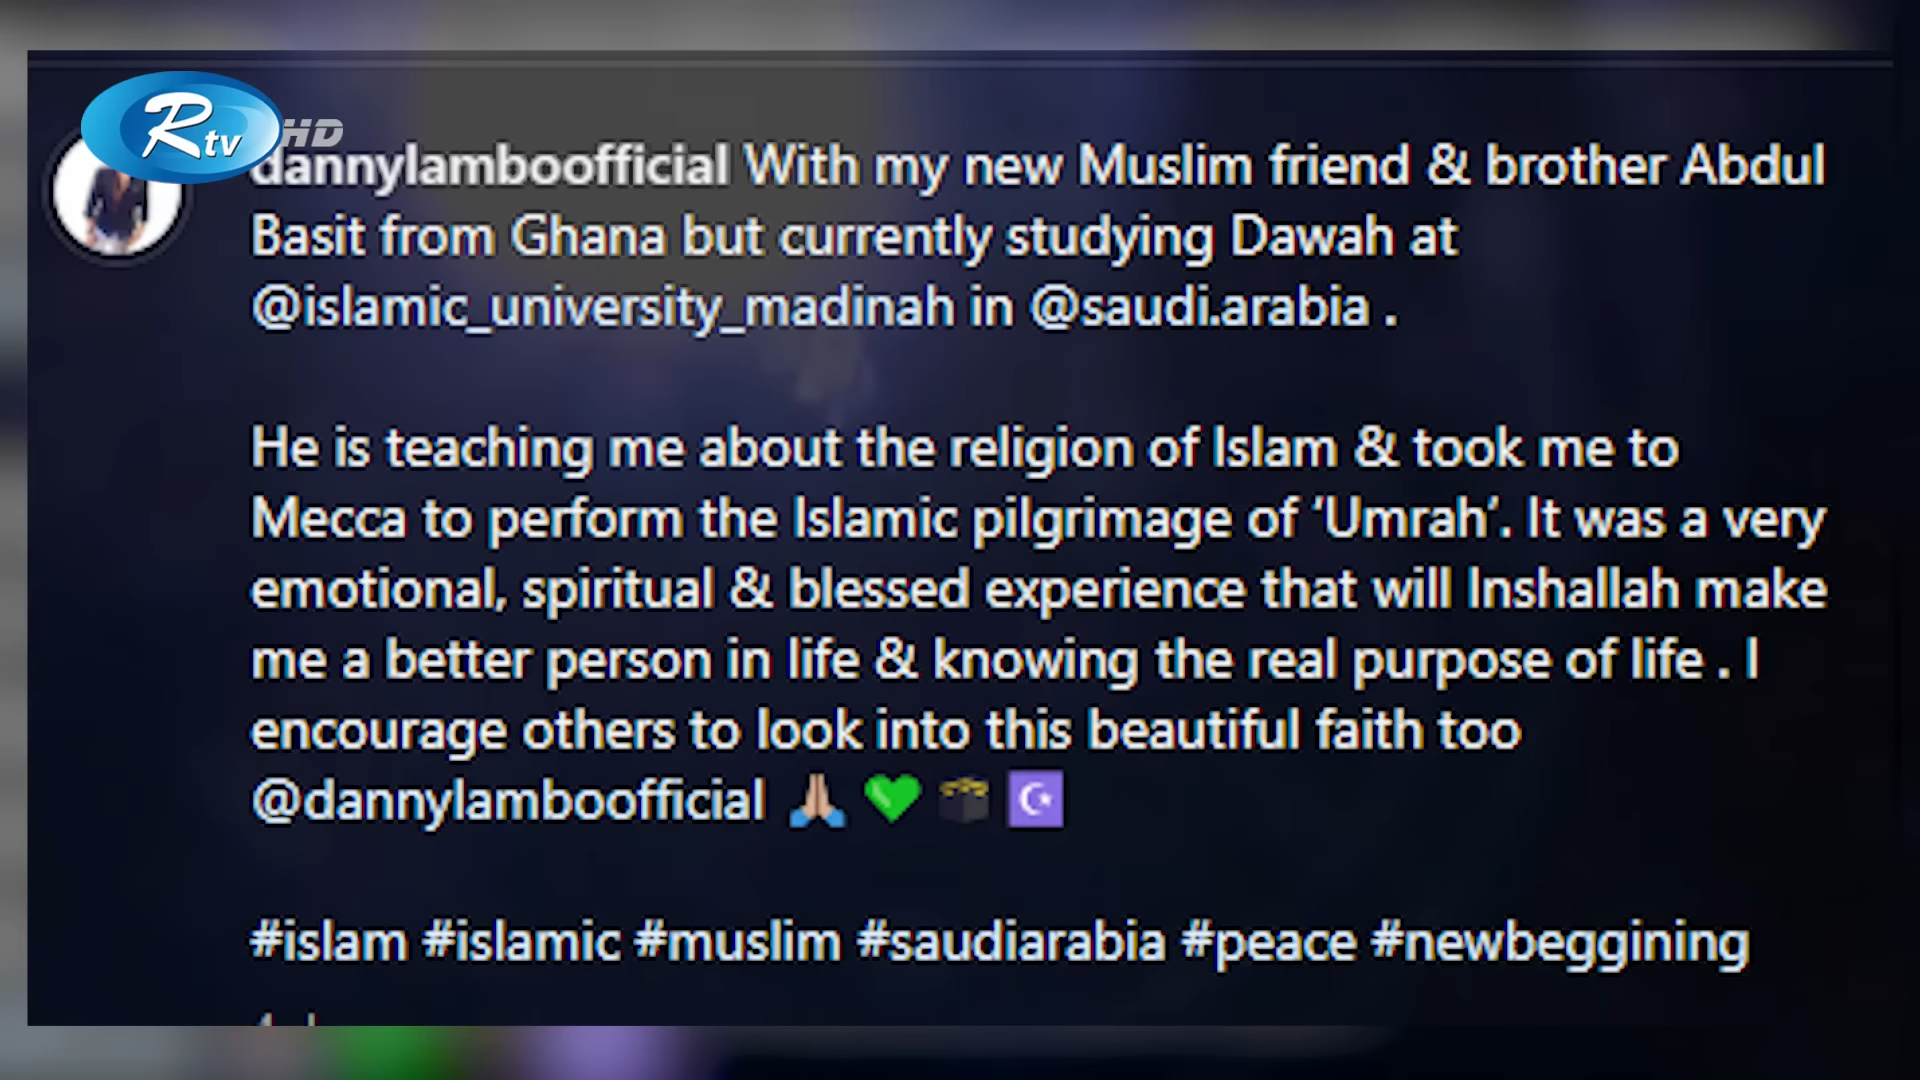 Rtv HD
dannylamboofficial With my new Muslim friend & brother Abdul
Basit from Ghana but currently studying Dawah at
@islamic_university_madinah in @saudi.arabia .
He is teaching me about the religion of Islam & took me to
Mecca to perform the Islamic pilgrimage of ‘Umrah’. It was a very
emotional, spiritual & blessed experience that will Inshallah make
me a better person in life & knowing the real purpose of life . I
encourage others to look into this beautiful faith too
@dannylamboofficial 🙏🏼 💚 🕋 ☪️
#islam #islamic #muslim #saudiarabia #peace #newbeggining